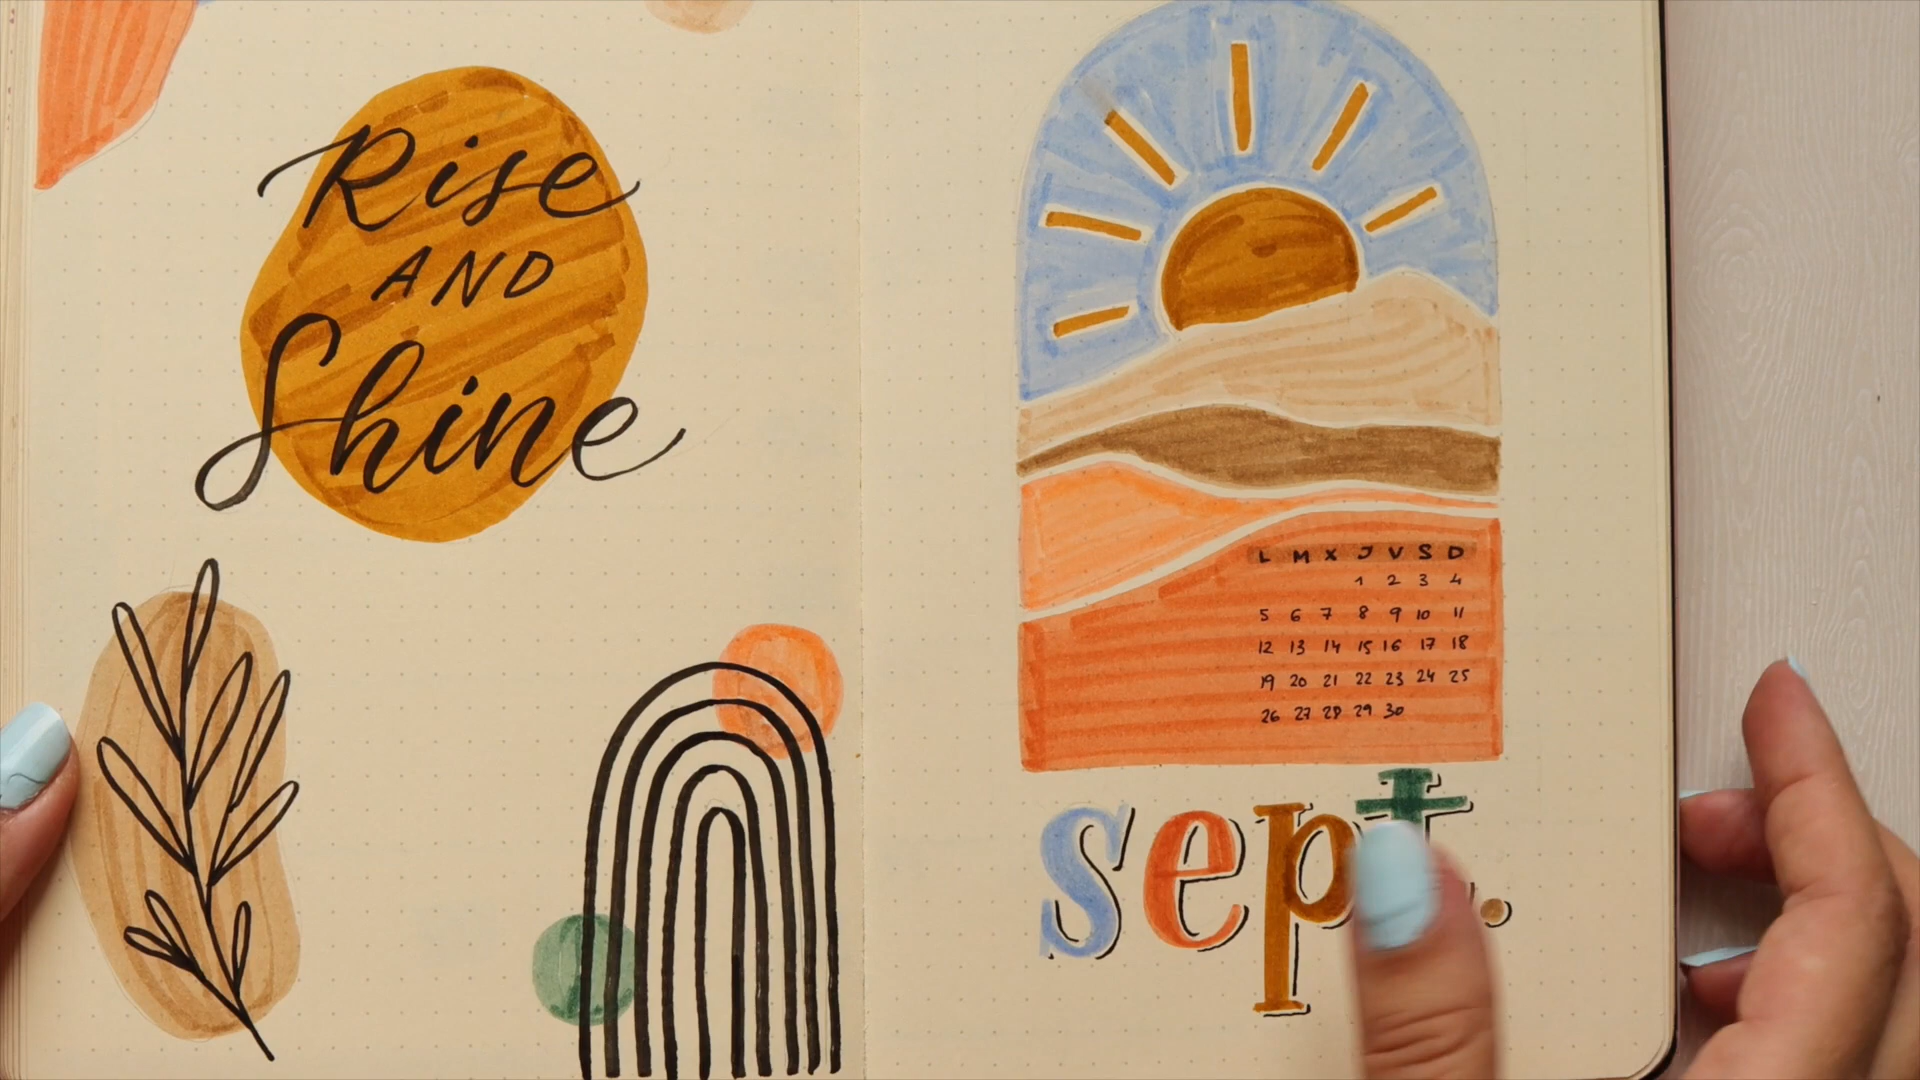 Rise
AND
Shine
L M X J V S D
1 2 3 4
5 6 7 8 9 10 11
12 13 14 15 16 17 18
19 20 21 22 23 24 25
26 27 28 29 30
sept.